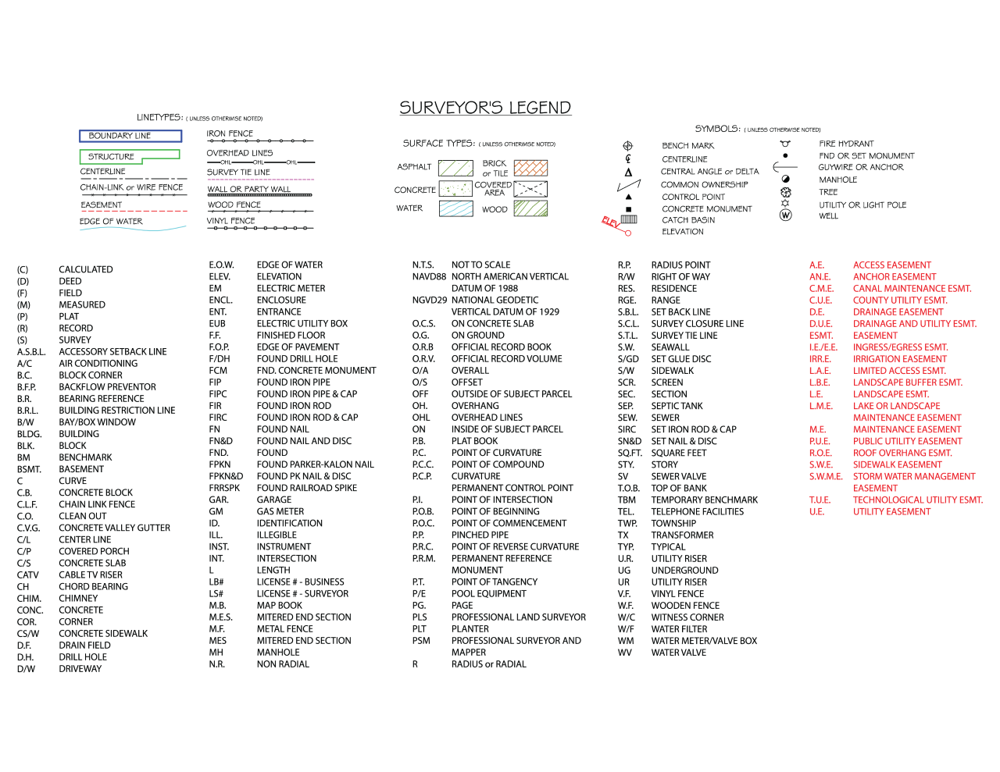 SURVEYOR'S LEGEND
LINETYPES: ( UNLESS OTHERWISE NOTED)
BOUNDARY LINE
STRUCTURE
CENTERLINE
CHAIN-LINK or WIRE FENCE
EASEMENT
EDGE OF WATER
IRON FENCE
OVERHEAD LINES
OHL OHL OHL
SURVEY TIE LINE
WALL OR PARTY WALL
WOOD FENCE
VINYL FENCE
SURFACE TYPES: ( UNLESS OTHERWISE NOTED)
ASPHALT
BRICK
or TILE
CONCRETE
COVERED
AREA
WATER
WOOD
SYMBOLS: ( UNLESS OTHERWISE NOTED)
BENCH MARK
CENTERLINE
CENTRAL ANGLE or DELTA
COMMON OWNERSHIP
CONTROL POINT
CONCRETE MONUMENT
CATCH BASIN
ELEV
ELEVATION
FIRE HYDRANT
FND OR SET MONUMENT
GUYWIRE OR ANCHOR
MANHOLE
TREE
UTILITY OR LIGHT POLE
W WELL
(C) CALCULATED
(D) DEED
(F) FIELD
(M) MEASURED
(P) PLAT
(R) RECORD
(S) SURVEY
A.S.B.L. ACCESSORY SETBACK LINE
A/C AIR CONDITIONING
B.C. BLOCK CORNER
B.F.P. BACKFLOW PREVENTOR
B.R. BEARING REFERENCE
B.R.L. BUILDING RESTRICTION LINE
B/W BAY/BOX WINDOW
BLDG. BUILDING
BLK. BLOCK
BM BENCHMARK
BSMT. BASEMENT
C CURVE
C.B. CONCRETE BLOCK
C.L.F. CHAIN LINK FENCE
C.O. CLEAN OUT
C.V.G. CONCRETE VALLEY GUTTER
C/L CENTER LINE
C/P COVERED PORCH
C/S CONCRETE SLAB
CATV CABLE TV RISER
CH CHORD BEARING
CHIM. CHIMNEY
CONC. CONCRETE
COR. CORNER
CS/W CONCRETE SIDEWALK
D.F. DRAIN FIELD
D.H. DRILL HOLE
D/W DRIVEWAY
E.O.W. EDGE OF WATER
ELEV. ELEVATION
EM ELECTRIC METER
ENCL. ENCLOSURE
ENT. ENTRANCE
EUB ELECTRIC UTILITY BOX
F.F. FINISHED FLOOR
F.O.P. EDGE OF PAVEMENT
F/DH FOUND DRILL HOLE
FCM FND. CONCRETE MONUMENT
FIP FOUND IRON PIPE
FIPC FOUND IRON PIPE & CAP
FIR FOUND IRON ROD
FIRC FOUND IRON ROD & CAP
FN FOUND NAIL
FN&D FOUND NAIL AND DISC
FND. FOUND
FPKN FOUND PARKER-KALON NAIL
FPKN&D FOUND PK NAIL & DISC
FRRSPK FOUND RAILROAD SPIKE
GAR. GARAGE
GM GAS METER
ID. IDENTIFICATION
ILL. ILLEGIBLE
INST. INSTRUMENT
INT. INTERSECTION
L LENGTH
LB# LICENSE # - BUSINESS
LS# LICENSE # - SURVEYOR
M.B. MAP BOOK
M.E.S. MITERED END SECTION
M.F. METAL FENCE
MES MITERED END SECTION
MH MANHOLE
N.R. NON RADIAL
N.T.S. NOT TO SCALE
NAVD88 NORTH AMERICAN VERTICAL
DATUM OF 1988
NGVD29 NATIONAL GEODETIC
VERTICAL DATUM OF 1929
O.C.S. ON CONCRETE SLAB
O.G. ON GROUND
O.R.B OFFICIAL RECORD BOOK
O.R.V. OFFICIAL RECORD VOLUME
O/A OVERALL
O/S OFFSET
OFF OUTSIDE OF SUBJECT PARCEL
OH. OVERHANG
OHL OVERHEAD LINES
ON INSIDE OF SUBJECT PARCEL
P.B. PLAT BOOK
P.C. POINT OF CURVATURE
P.C.C. POINT OF COMPOUND
P.C.P. CURVATURE
PERMANENT CONTROL POINT
P.I. POINT OF INTERSECTION
P.O.B. POINT OF BEGINNING
P.O.C. POINT OF COMMENCEMENT
P.P. PINCHED PIPE
P.R.C. POINT OF REVERSE CURVATURE
P.R.M. PERMANENT REFERENCE
MONUMENT
P.T. POINT OF TANGENCY
P/E POOL EQUIPMENT
PG. PAGE
PLS PROFESSIONAL LAND SURVEYOR
PLT PLANTER
PSM PROFESSIONAL SURVEYOR AND
MAPPER
R RADIUS or RADIAL
R.P. RADIUS POINT
R/W RIGHT OF WAY
RES. RESIDENCE
RGE. RANGE
S.B.L. SET BACK LINE
S.C.L. SURVEY CLOSURE LINE
S.T.L. SURVEY TIE LINE
S.W. SEAWALL
S/GD SET GLUE DISC
S/W SIDEWALK
SCR. SCREEN
SEC. SECTION
SEP. SEPTIC TANK
SEW. SEWER
SIRC SET IRON ROD & CAP
SN&D SET NAIL & DISC
SQ.FT. SQUARE FEET
STY. STORY
SV SEWER VALVE
T.O.B. TOP OF BANK
TBM TEMPORARY BENCHMARK
TEL. TELEPHONE FACILITIES
TWP. TOWNSHIP
TX TRANSFORMER
TYP. TYPICAL
U.R. UTILITY RISER
UG UNDERGROUND
UR UTILITY RISER
V.F. VINYL FENCE
W.F. WOODEN FENCE
W/C WITNESS CORNER
W/F WATER FILTER
WM WATER METER/VALVE BOX
WV WATER VALVE
A.E. ACCESS EASEMENT
AN.E. ANCHOR EASEMENT
C.M.E. CANAL MAINTENANCE ESMT.
C.U.E. COUNTY UTILITY ESMT.
D.E. DRAINAGE EASEMENT
D.U.E. DRAINAGE AND UTILITY ESMT.
ESMT. EASEMENT
I.E./E.E. INGRESS/EGRESS ESMT.
IRR.E. IRRIGATION EASEMENT
L.A.E. LIMITED ACCESS ESMT.
L.B.E. LANDSCAPE BUFFER ESMT.
L.E. LANDSCAPE ESMT.
L.M.E. LAKE OR LANDSCAPE
MAINTENANCE EASEMENT
M.E. MAINTENANCE EASEMENT
P.U.E. PUBLIC UTILITY EASEMENT
R.O.E. ROOF OVERHANG ESMT.
S.W.E. SIDEWALK EASEMENT
S.W.M.E. STORM WATER MANAGEMENT
EASEMENT
T.U.E. TECHNOLOGICAL UTILITY ESMT.
U.E. UTILITY EASEMENT